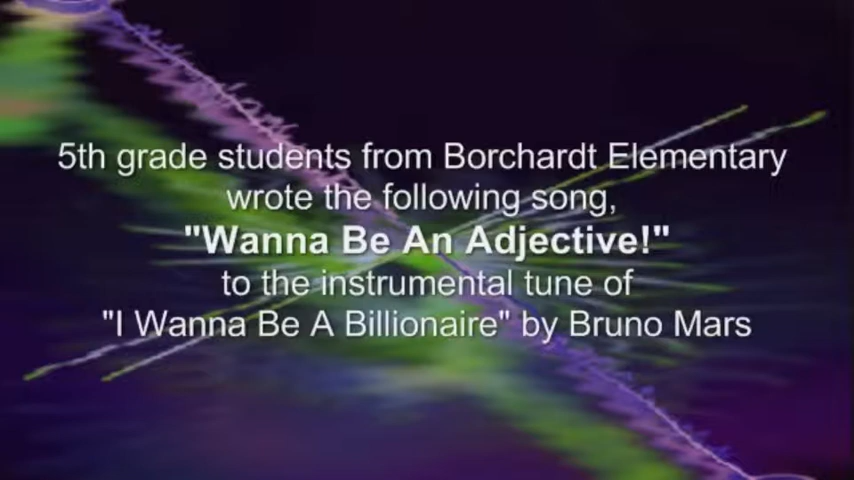 5th grade students from Borchardt Elementary
wrote the following song,
"Wanna Be An Adjective!"
to the instrumental tune of
"I Wanna Be A Billionaire" by Bruno Mars